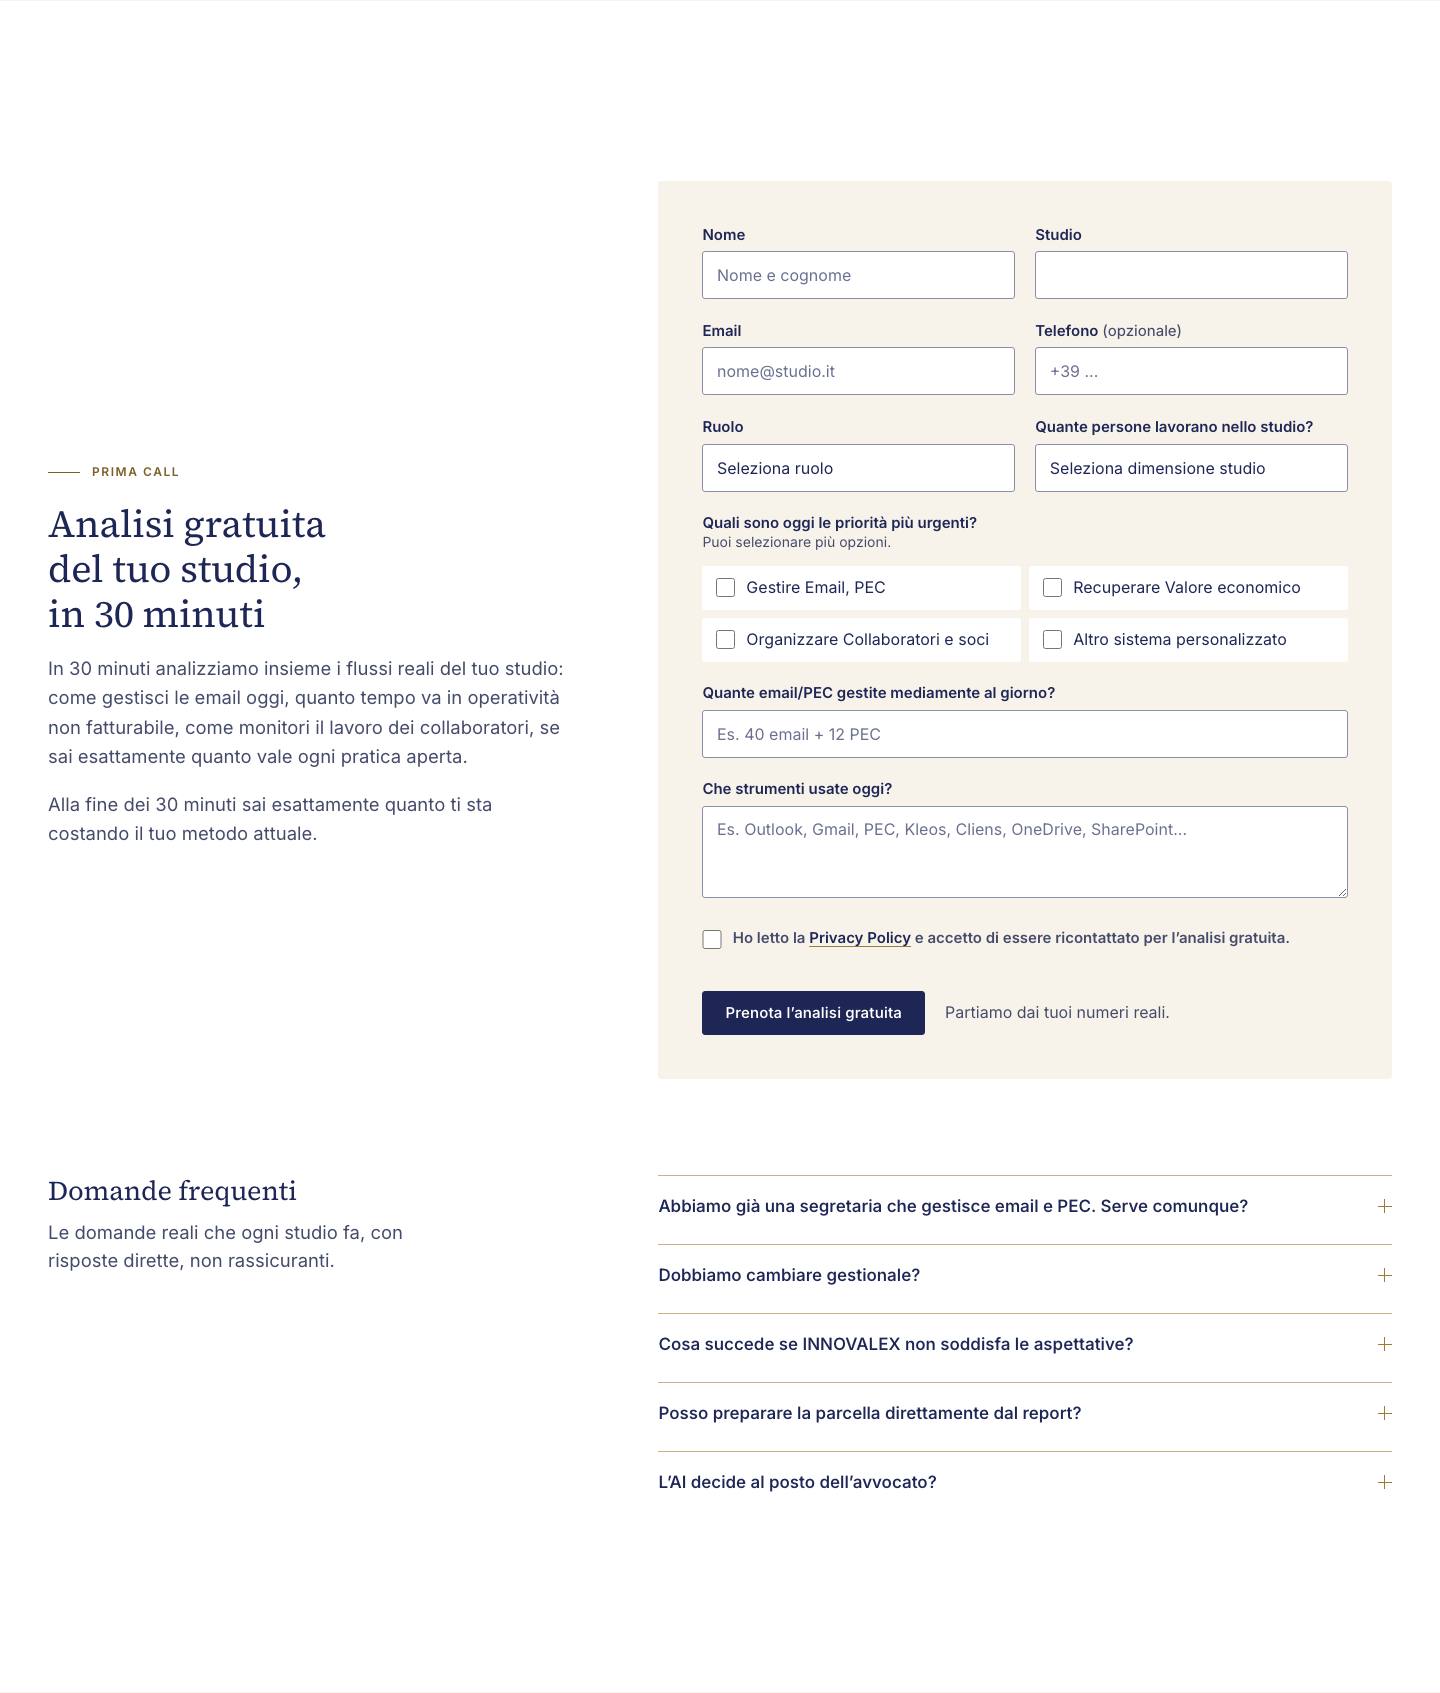 PRIMA CALL
Analisi gratuita
del tuo studio,
in 30 minuti
In 30 minuti analizziamo insieme i flussi reali del tuo studio:
come gestisci le email oggi, quanto tempo va in operatività
non fatturabile, come monitori il lavoro dei collaboratori, se
sai esattamente quanto vale ogni pratica aperta.
Alla fine dei 30 minuti sai esattamente quanto ti sta
costando il tuo metodo attuale.
Nome
Nome e cognome
Studio
Email
nome@studio.it
Telefono (opzionale)
+39 ...
Ruolo
Seleziona ruolo
Quante persone lavorano nello studio?
Seleziona dimensione studio
Quali sono oggi le priorità più urgenti?
Puoi selezionare più opzioni.
Gestire Email, PEC
Recuperare Valore economico
Organizzare Collaboratori e soci
Altro sistema personalizzato
Quante email/PEC gestite mediamente al giorno?
Es. 40 email + 12 PEC
Che strumenti usate oggi?
Es. Outlook, Gmail, PEC, Kleos, Cliens, OneDrive, SharePoint...
Ho letto la Privacy Policy e accetto di essere ricontattato per l’analisi gratuita.
Prenota l’analisi gratuita
Partiamo dai tuoi numeri reali.
Domande frequenti
Le domande reali che ogni studio fa, con
risposte dirette, non rassicuranti.
Abbiamo già una segretaria che gestisce email e PEC. Serve comunque?
Dobbiamo cambiare gestionale?
Cosa succede se INNOVALEX non soddisfa le aspettative?
Posso preparare la parcella direttamente dal report?
L’AI decide al posto dell’avvocato?